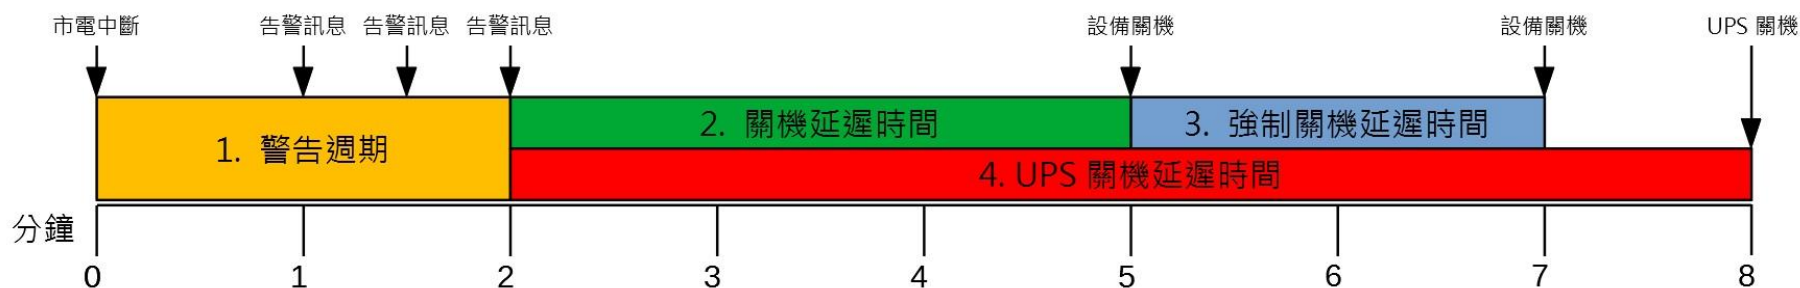 市電中斷
告警訊息
告警訊息
告警訊息
設備關機
設備關機
UPS 關機
1. 警告週期
2. 關機延遲時間
3. 強制關機延遲時間
4. UPS 關機延遲時間
分鐘
0
1
2
3
4
5
6
7
8